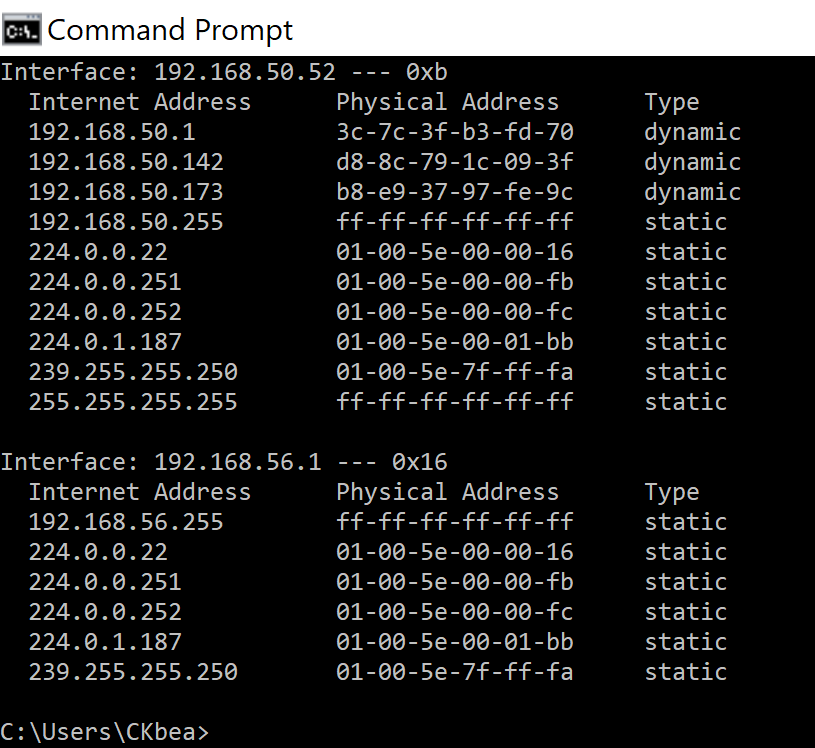 Command Prompt
Interface: 192.168.50.52 --- 0xb
  Internet Address      Physical Address      Type
  192.168.50.1          3c-7c-3f-b3-fd-70     dynamic
  192.168.50.142        d8-8c-79-1c-09-3f     dynamic
  192.168.50.173        b8-e9-37-97-fe-9c     dynamic
  192.168.50.255        ff-ff-ff-ff-ff-ff     static
  224.0.0.22            01-00-5e-00-00-16     static
  224.0.0.251           01-00-5e-00-00-fb     static
  224.0.0.252           01-00-5e-00-00-fc     static
  224.0.1.187           01-00-5e-00-01-bb     static
  239.255.255.250       01-00-5e-7f-ff-fa     static
  255.255.255.255       ff-ff-ff-ff-ff-ff     static

Interface: 192.168.56.1 --- 0x16
  Internet Address      Physical Address      Type
  192.168.56.255        ff-ff-ff-ff-ff-ff     static
  224.0.0.22            01-00-5e-00-00-16     static
  224.0.0.251           01-00-5e-00-00-fb     static
  224.0.0.252           01-00-5e-00-00-fc     static
  224.0.1.187           01-00-5e-00-01-bb     static
  239.255.255.250       01-00-5e-7f-ff-fa     static

C:\Users\CKbea>